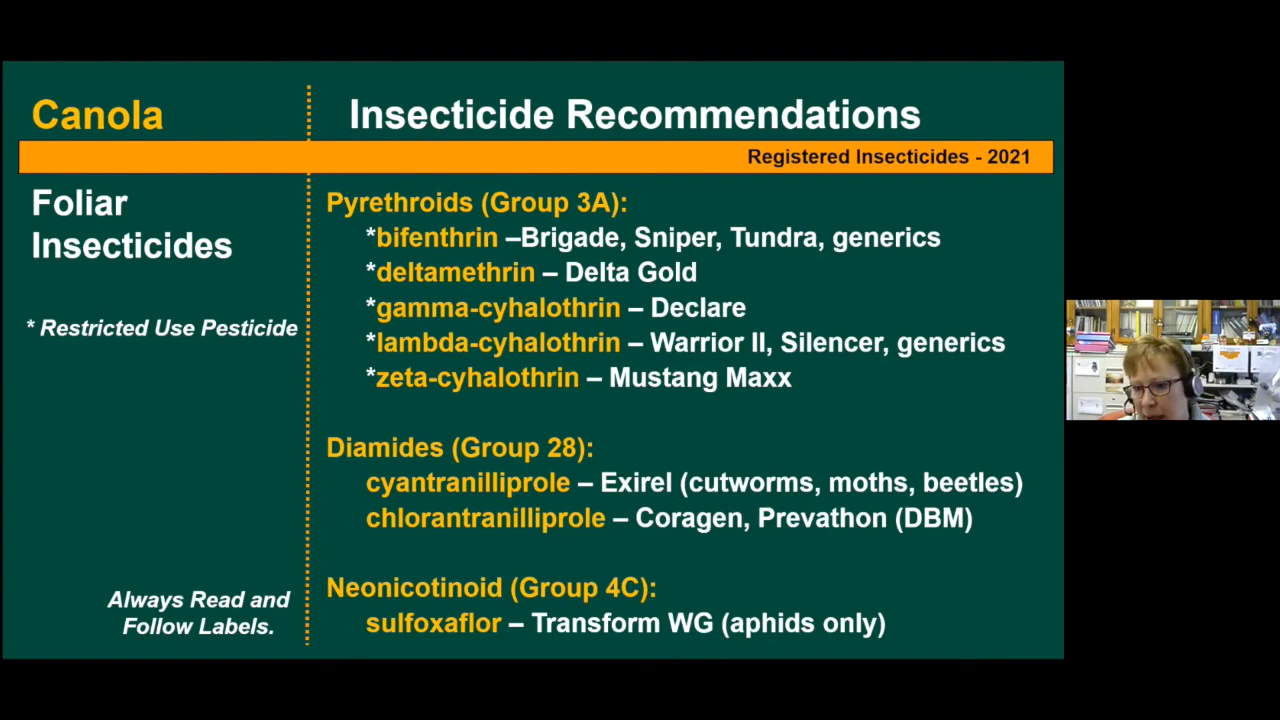 Canola
Insecticide Recommendations
Registered Insecticides - 2021
Foliar
Insecticides
* Restricted Use Pesticide
Always Read and
Follow Labels.
Pyrethroids (Group 3A):
*bifenthrin –Brigade, Sniper, Tundra, generics
*deltamethrin – Delta Gold
*gamma-cyhalothrin – Declare
*lambda-cyhalothrin – Warrior II, Silencer, generics
*zeta-cyhalothrin – Mustang Maxx
Diamides (Group 28):
cyantranilliprole – Exirel (cutworms, moths, beetles)
chlorantranilliprole – Coragen, Prevathon (DBM)
Neonicotinoid (Group 4C):
sulfoxaflor – Transform WG (aphids only)